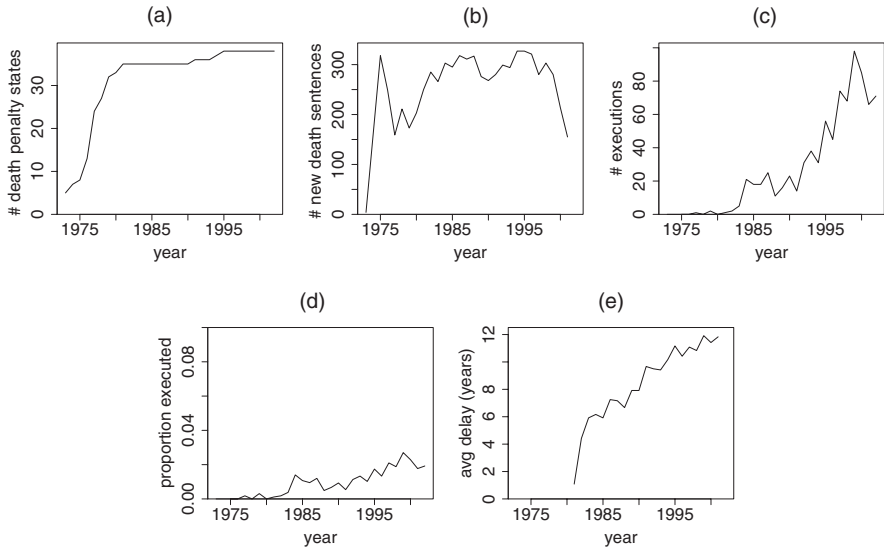 (a)
# death penalty states
0 10 20 30
1975 1985 1995
year
(b)
# new death sentences
0 100 200 300
1975 1985 1995
year
(c)
# executions
0 20 40 60 80
1975 1985 1995
year
(d)
proportion executed
0.00 0.04 0.08
1975 1985 1995
year
(e)
avg delay (years)
0 2 4 6 8 12
1975 1985 1995
year